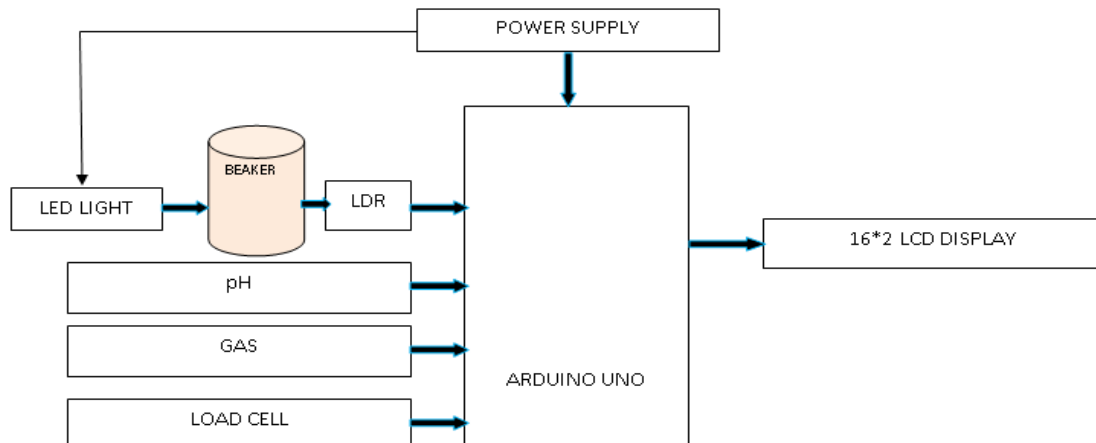 POWER SUPPLY
BEAKER
LED LIGHT
LDR
16*2 LCD DISPLAY
pH
GAS
ARDUINO UNO
LOAD CELL